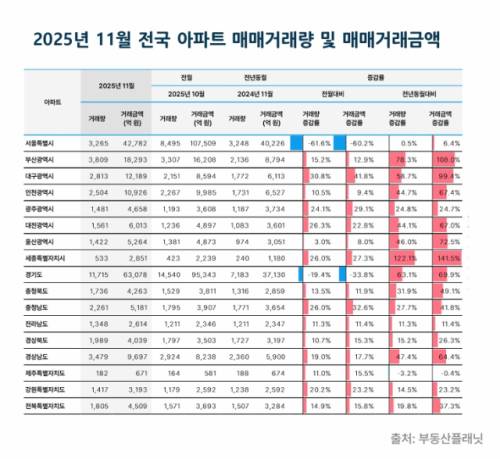 2025년 11월 전국 아파트 매매거래량 및 매매거래금액
아파트 2025년 11월 전월 전년동월 증감률
2025년 10월 2024년 11월 전월대비 전년동월대비
거래량 거래금액 (억 원) 거래량 거래금액 (억 원) 거래량 거래금액 (억 원) 거래량 증감률 거래금액 증감률 거래량 증감률 거래금액 증감률
서울특별시 3,265 42,782 8,495 107,509 3,248 40,226 -61.6% -60.2% 0.5% 6.4%
부산광역시 3,809 18,293 3,307 16,208 2,136 8,794 15.2% 12.9% 78.3% 108.0%
대구광역시 2,813 12,189 2,151 8,594 1,772 6,113 30.8% 41.8% 58.7% 99.4%
인천광역시 2,504 10,926 2,267 9,985 1,731 6,527 10.5% 9.4% 44.7% 67.4%
광주광역시 1,481 4,658 1,193 3,608 1,187 3,734 24.1% 29.1% 24.8% 24.7%
대전광역시 1,561 6,013 1,236 4,897 1,083 3,601 26.3% 22.8% 44.1% 67.0%
울산광역시 1,422 5,264 1,381 4,873 974 3,051 3.0% 8.0% 46.0% 72.5%
세종특별자치시 533 2,851 423 2,239 240 1,180 26.0% 27.3% 122.1% 141.5%
경기도 11,715 63,078 14,540 95,343 7,183 37,130 -19.4% -33.8% 63.1% 69.9%
충청북도 1,736 4,263 1,529 3,811 1,316 2,859 13.5% 11.9% 31.9% 49.1%
충청남도 2,261 5,181 1,795 3,907 1,771 3,654 26.0% 32.6% 27.7% 41.8%
전라남도 1,348 2,614 1,211 2,346 1,211 2,347 11.3% 11.4% 11.3% 11.4%
경상북도 1,989 4,039 1,797 3,503 1,727 3,197 10.7% 15.3% 15.2% 26.3%
경상남도 3,479 9,697 2,924 8,238 2,360 5,900 19.0% 17.7% 47.4% 64.4%
제주특별자치도 182 671 164 581 188 674 11.0% 15.5% -3.2% -0.4%
강원특별자치도 1,417 3,193 1,179 2,592 1,238 2,592 20.2% 23.2% 14.5% 23.2%
전북특별자치도 1,805 4,509 1,571 3,693 1,507 3,284 14.9% 15.8% 19.8% 37.3%
출처: 부동산플래닛